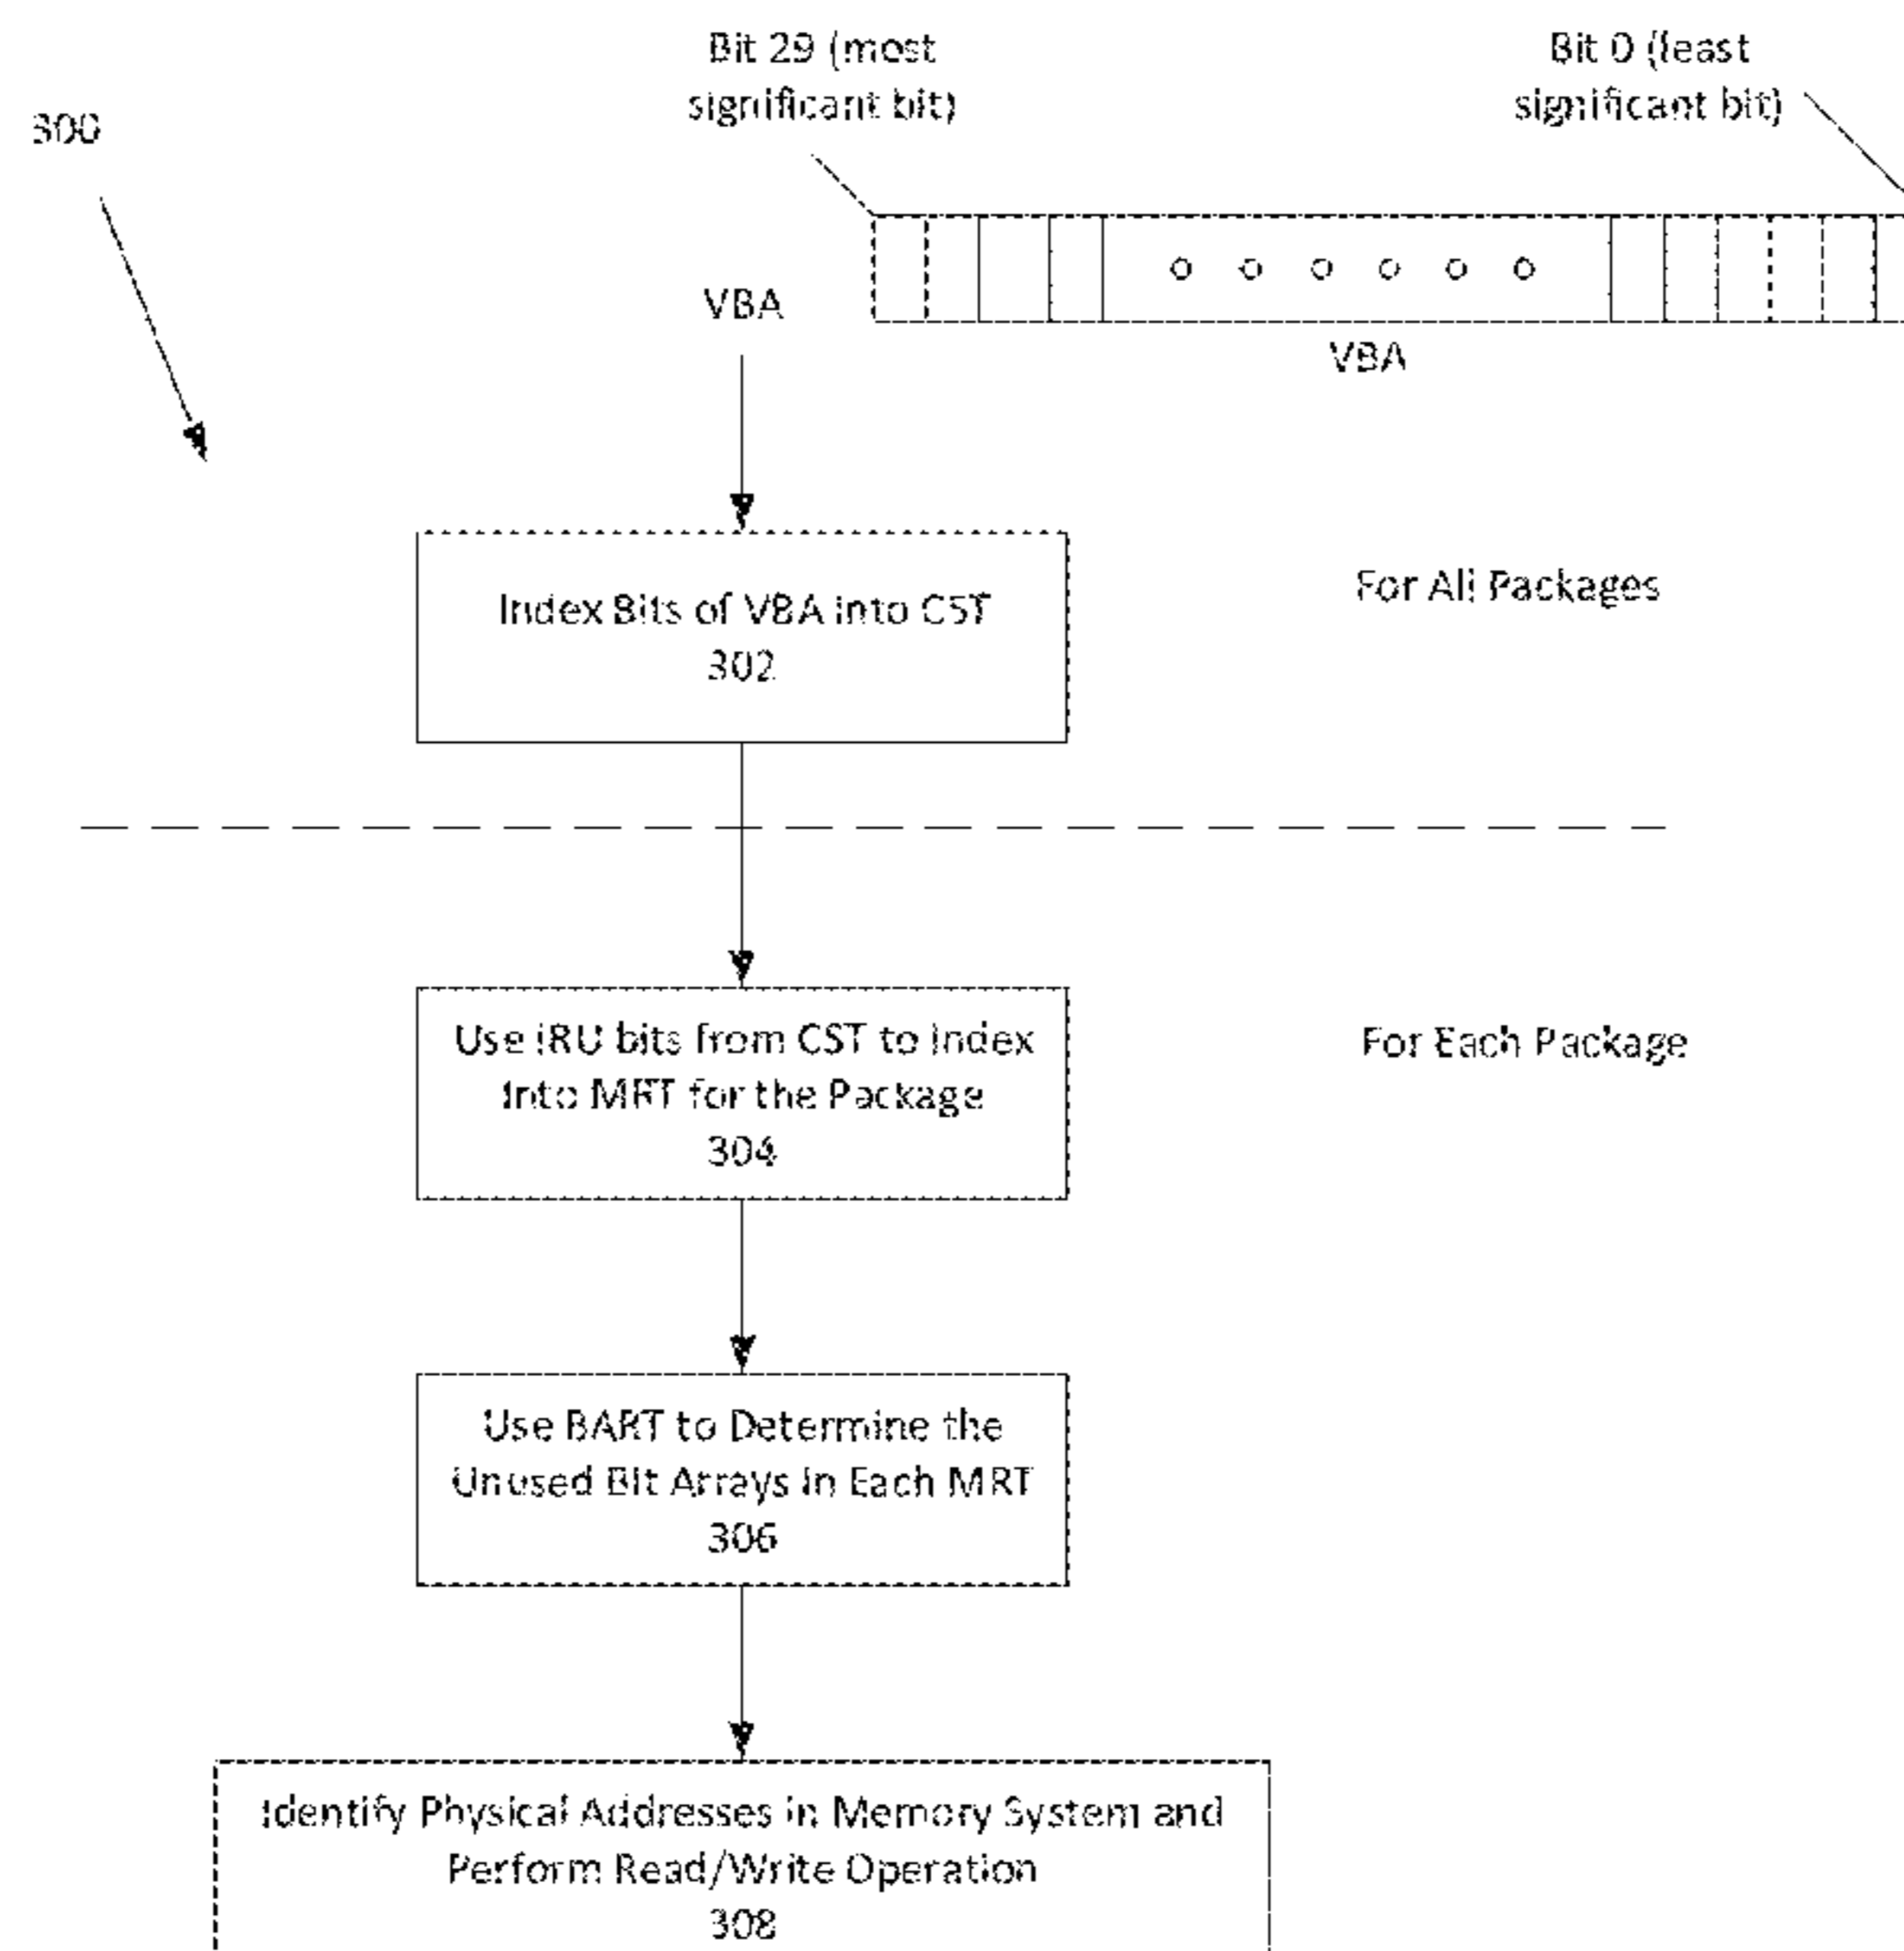 Bit 29 (most
significant bit)
Bit 0 (least
significant bit)
300
VBA
VBA
Index Bits of VBA into CST
302
For All Packages
Use IRU bits from CST to Index
Into MRT for the Package
304
For Each Package
Use BART to Determine the
Unused Bit Arrays in Each MRT
306
Identify Physical Addresses in Memory System and
Perform Read/Write Operation
308